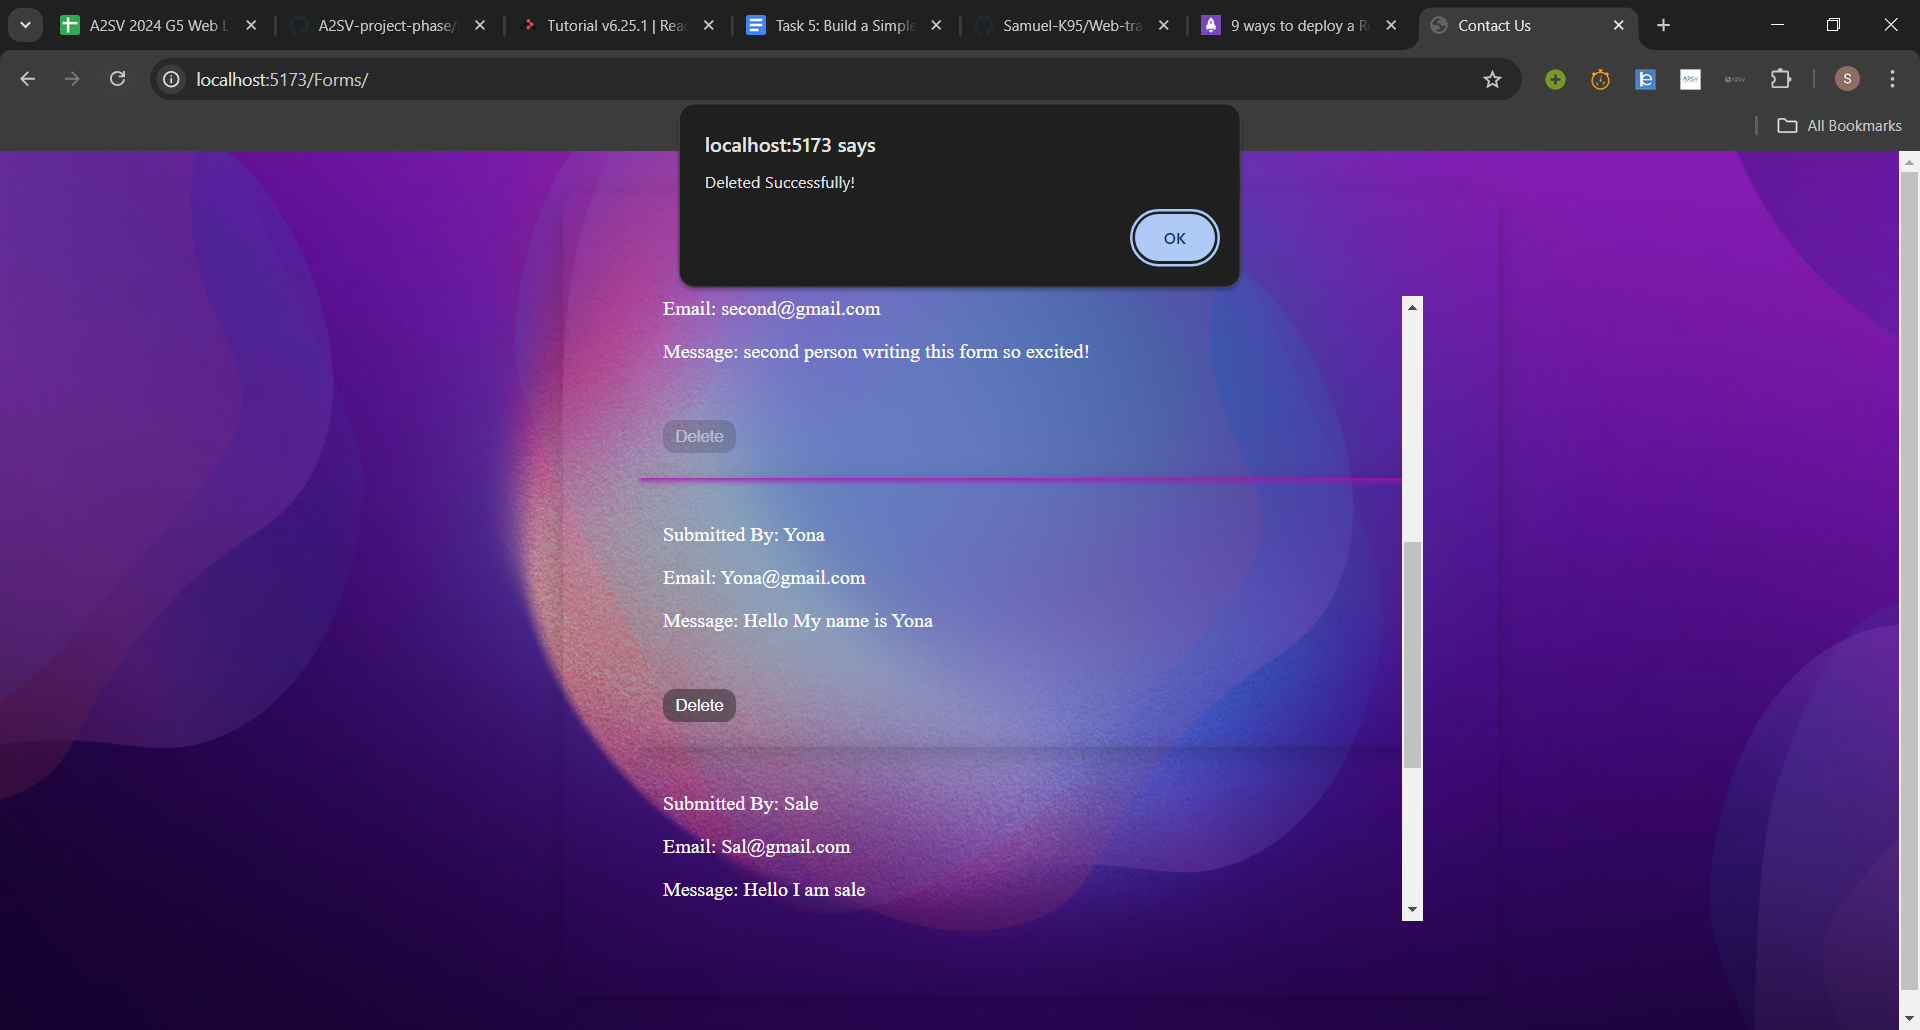 A2SV 2024 G5 Web L
A2SV-project-phase/
Tutorial v6.25.1 | Rea
Task 5: Build a Simple
Samuel-K95/Web-tra
9 ways to deploy a R
Contact Us
localhost:5173/Forms/
S
All Bookmarks
localhost:5173 says
Deleted Successfully!
OK
Email: second@gmail.com
Message: second person writing this form so excited!
Delete
Submitted By: Yona
Email: Yona@gmail.com
Message: Hello My name is Yona
Delete
Submitted By: Sale
Email: Sal@gmail.com
Message: Hello I am sale